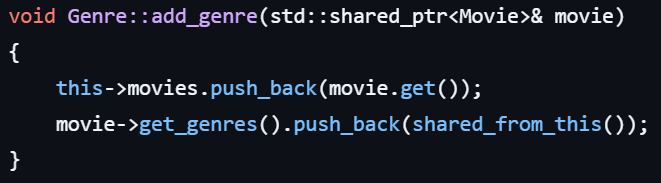 void Genre::add_genre(std::shared_ptr<Movie>& movie)
{
    this->movies.push_back(movie.get());
    movie->get_genres().push_back(shared_from_this());
}